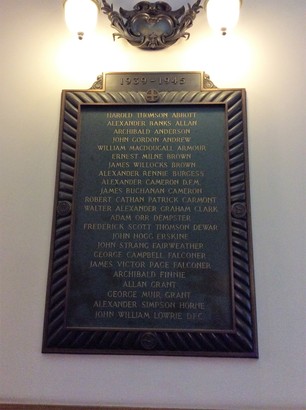 1939-1945
HAROLD THOMSON ABBOTT
ALEXANDER BANKS ALLAN
ARCHIBALD ANDERSON
JOHN GORDON ANDREW
WILLIAM MACDOUGALL ARMOUR
ERNEST MILNE BROWN
JAMES WILLOCKS BROWN
ALEXANDER RENNIE BURGESS
ALEXANDER CAMERON D.F.M.
JAMES BUCHANAN CAMERON
ROBERT CATHAN PATRICK CARMONT
WALTER ALEXANDER GRAHAM CLARK
ADAM ORR DEMPSTER
FREDERICK SCOTT THOMSON DEWAR
JOHN HOGG ERSKINE
JOHN STRANG FAIRWEATHER
GEORGE CAMPBELL FALCONER
JAMES VICTOR PAGE FALCONER
ARCHIBALD FINNIE
ALLAN GRANT
GEORGE MUIR GRANT
ALEXANDER SIMPSON HORNE
JOHN WILLIAM LOWRIE D.F.C.